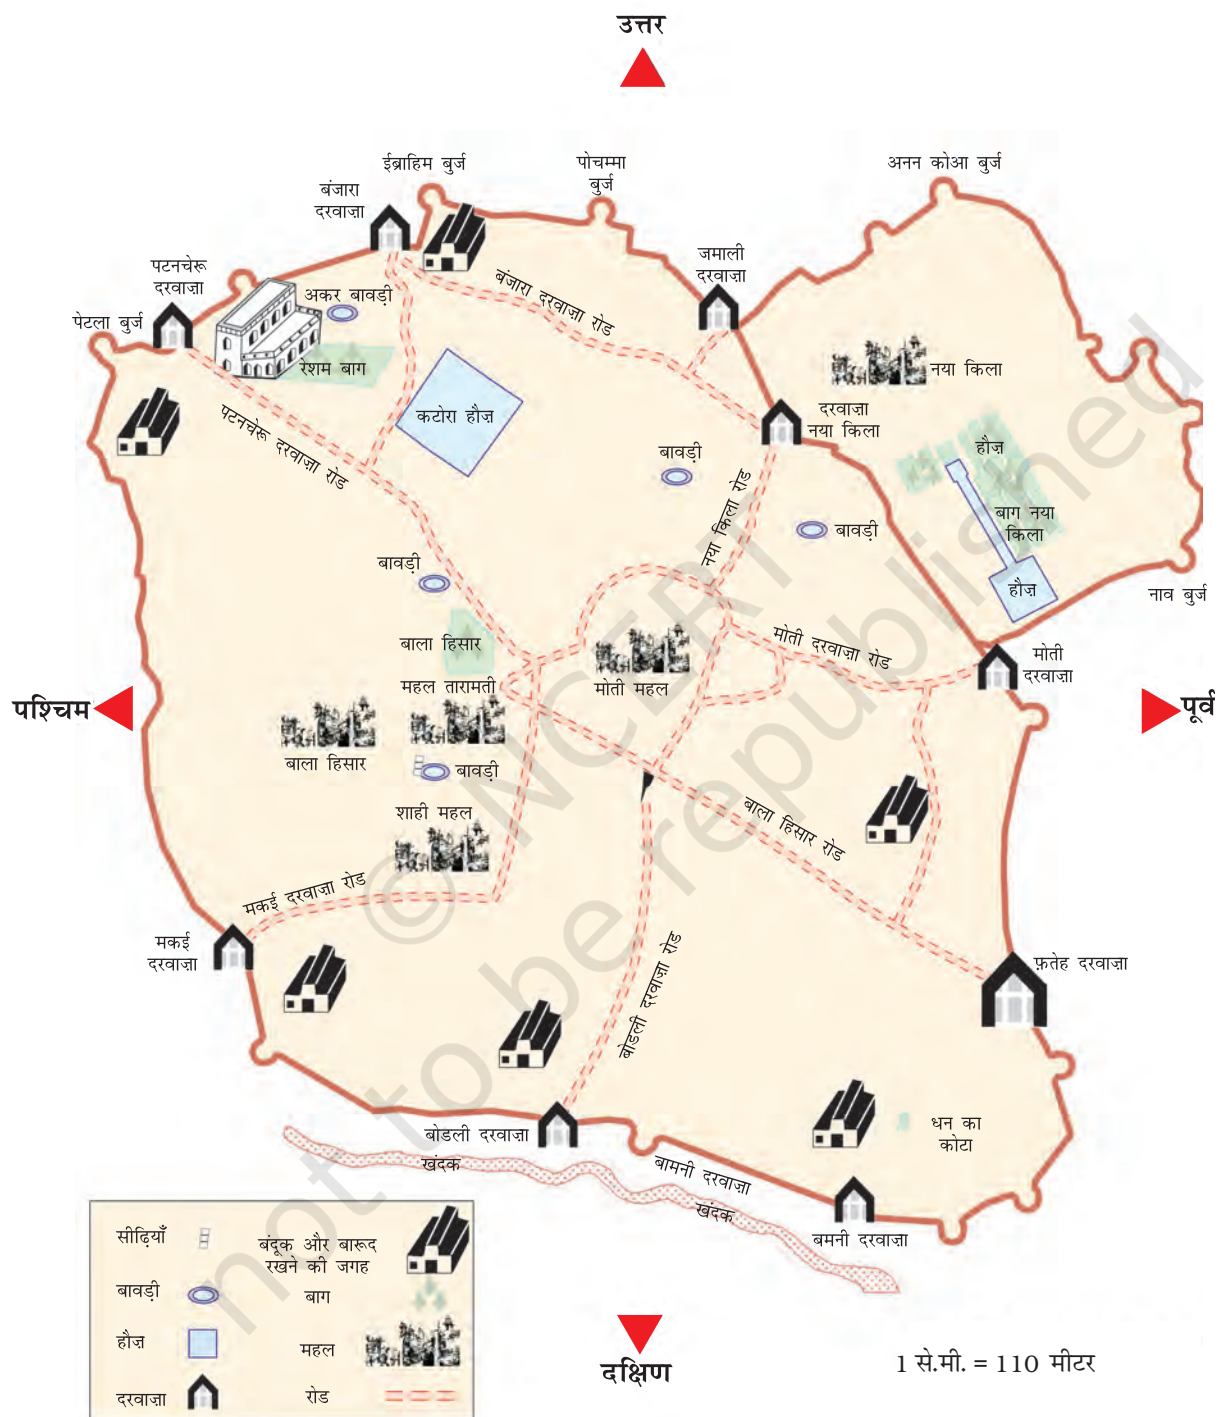 उत्तर
ईब्राहिम बुर्ज
पोचम्मा
बुर्ज
अनन कोआ बुर्ज
बंजारा
दरवाज़ा
जमाली
दरवाज़ा
पटनचेरू
दरवाज़ा
बंजारा दरवाज़ा रोड
अकर बावड़ी
पेटला बुर्ज
रेशम बाग
नया किला
कटोरा हौज़
दरवाज़ा
नया किला
पटनचेरू दरवाज़ा रोड
बावड़ी
हौज़
नया किला रोड
बाग नया
किला
बावड़ी
बावड़ी
हौज़
नाव बुर्ज
बाला हिसार
मोती दरवाज़ा रोड
मोती
दरवाज़ा
महल तारामती
मोती महल
पश्चिम
पूर्व
बाला हिसार
बावड़ी
शाही महल
बाला हिसार रोड
मकई दरवाज़ा रोड
मकई
दरवाज़ा
फ़तेह दरवाज़ा
बोडली दरवाज़ा रोड
धन का
कोटा
बोडली दरवाज़ा
खंदक
बामनी दरवाज़ा
खंदक
बमनी दरवाज़ा
सीढ़ियाँ
बंदूक और बारूद
रखने की जगह
बावड़ी
बाग
हौज़
महल
दरवाज़ा
रोड
दक्षिण
1 से.मी. = 110 मीटर
© NCERT
not to be republished